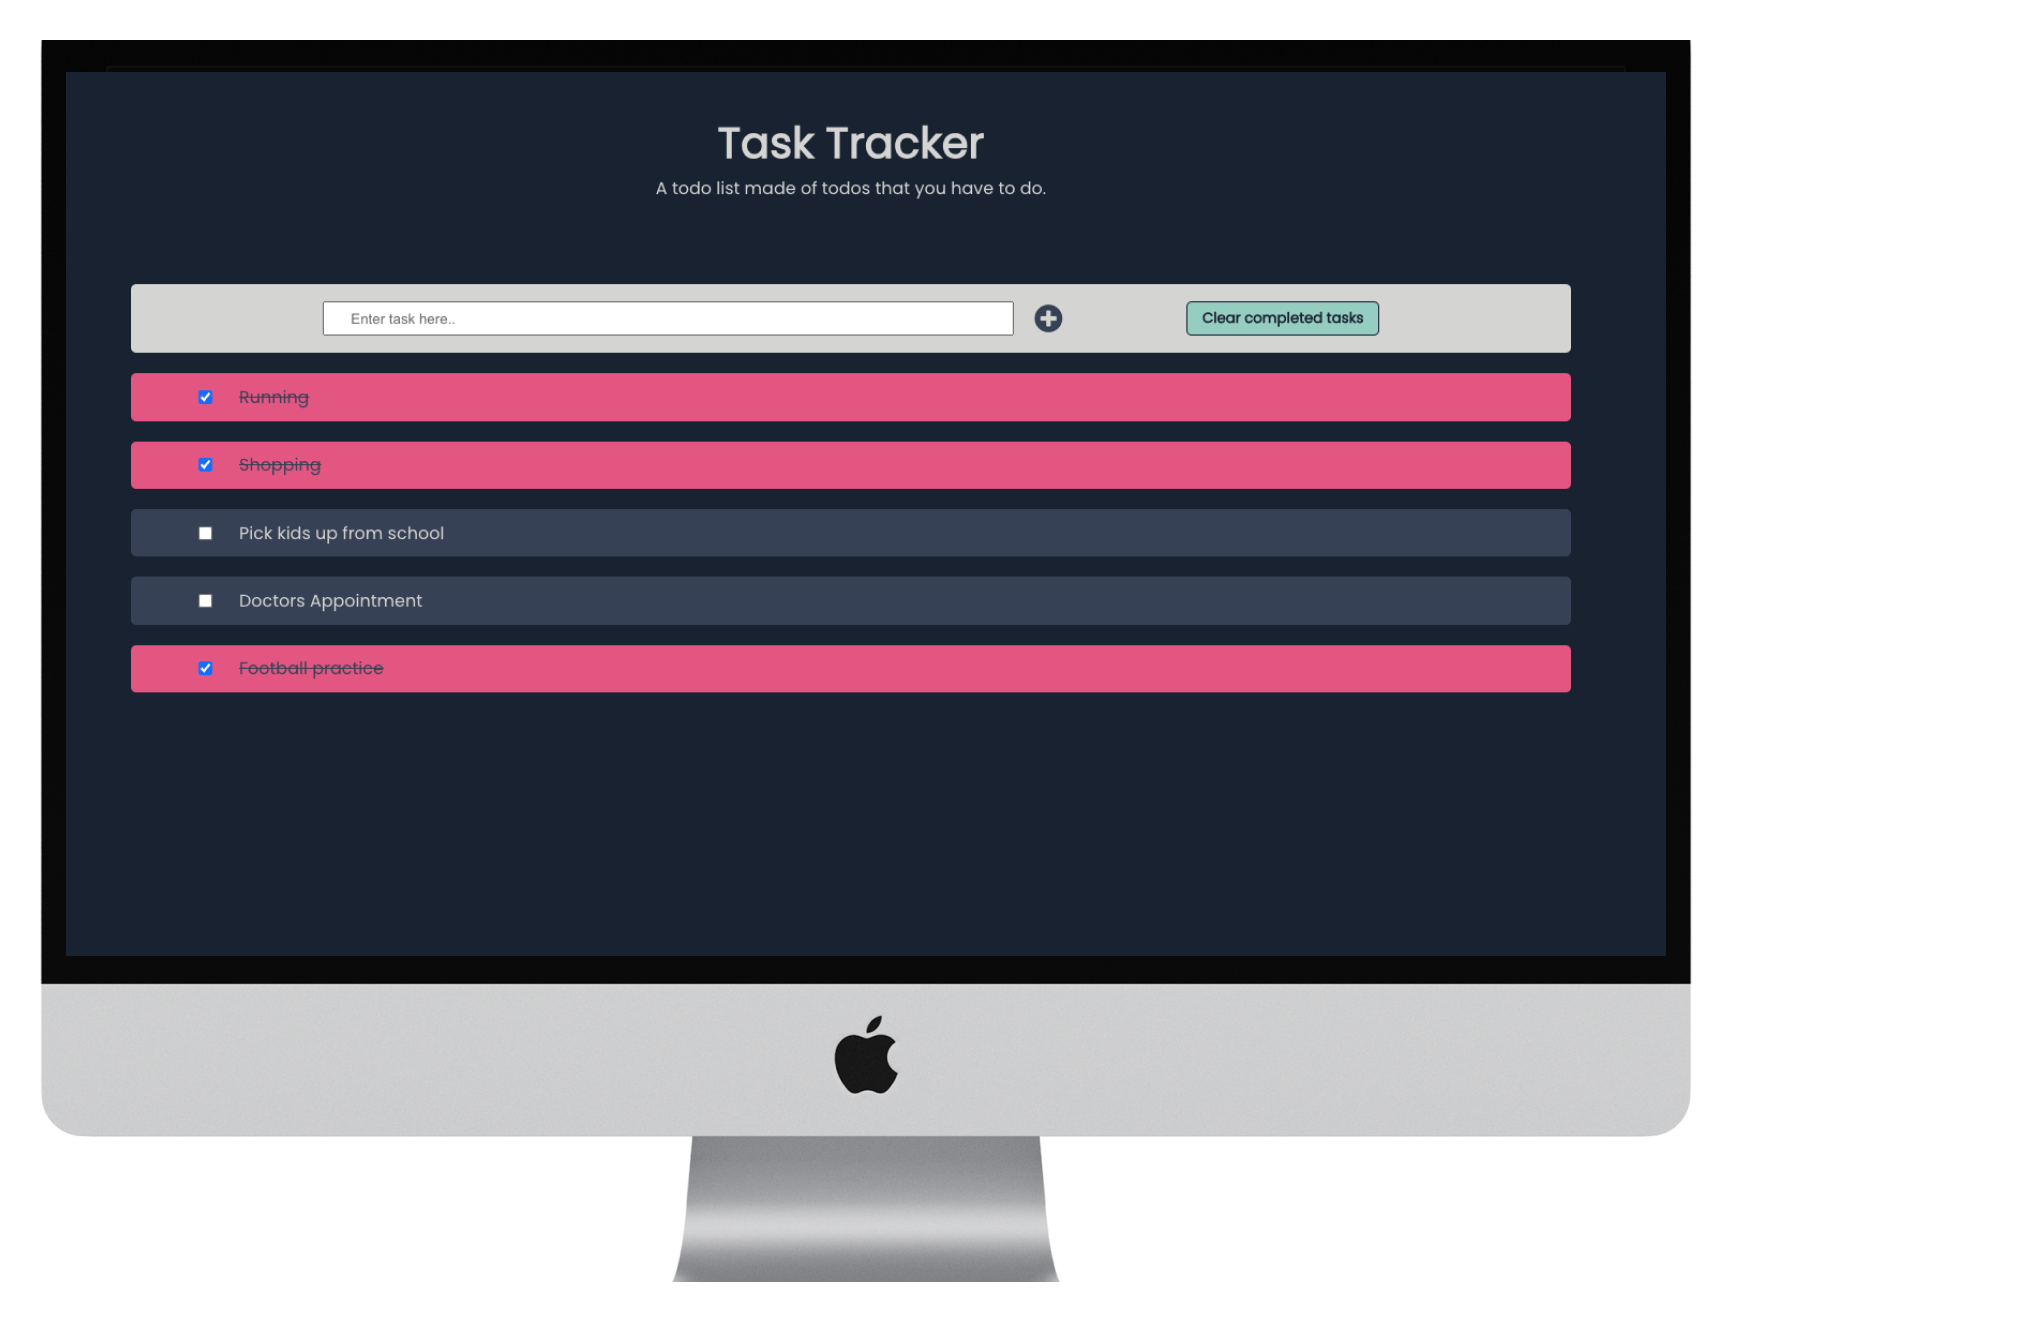 Task Tracker
A todo list made of todos that you have to do.
Enter task here..
Clear completed tasks
Running
Shopping
Pick kids up from school
Doctors Appointment
Football practice